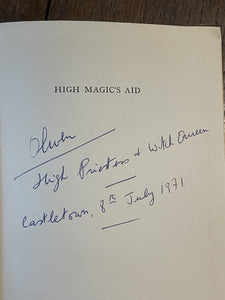 HIGH MAGIC'S AID
Olwen
High Priestess & Witch Queen
Castletown, 8th July 1971